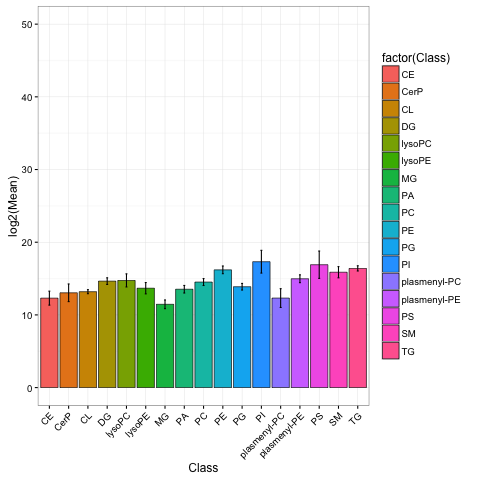 50
40
30
20
10
0
log2(Mean)
CE
CerP
CL
DG
lysoPC
lysoPE
MG
PA
PC
PE
PG
PI
plasmenyl-PC
plasmenyl-PE
PS
SM
TG
Class
factor(Class)
CE
CerP
CL
DG
lysoPC
lysoPE
MG
PA
PC
PE
PG
PI
plasmenyl-PC
plasmenyl-PE
PS
SM
TG